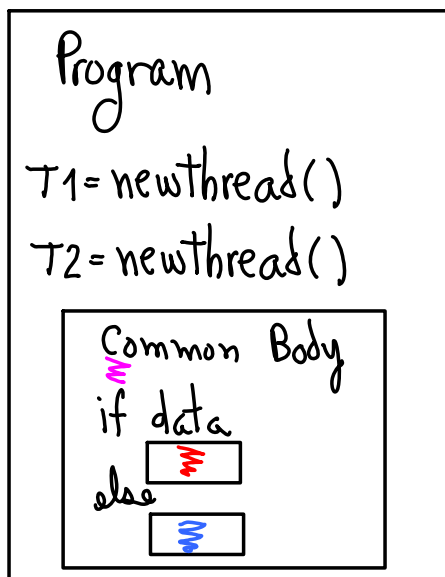 Program
T1= newthread()
T2= newthread()
Common Body
if data
else